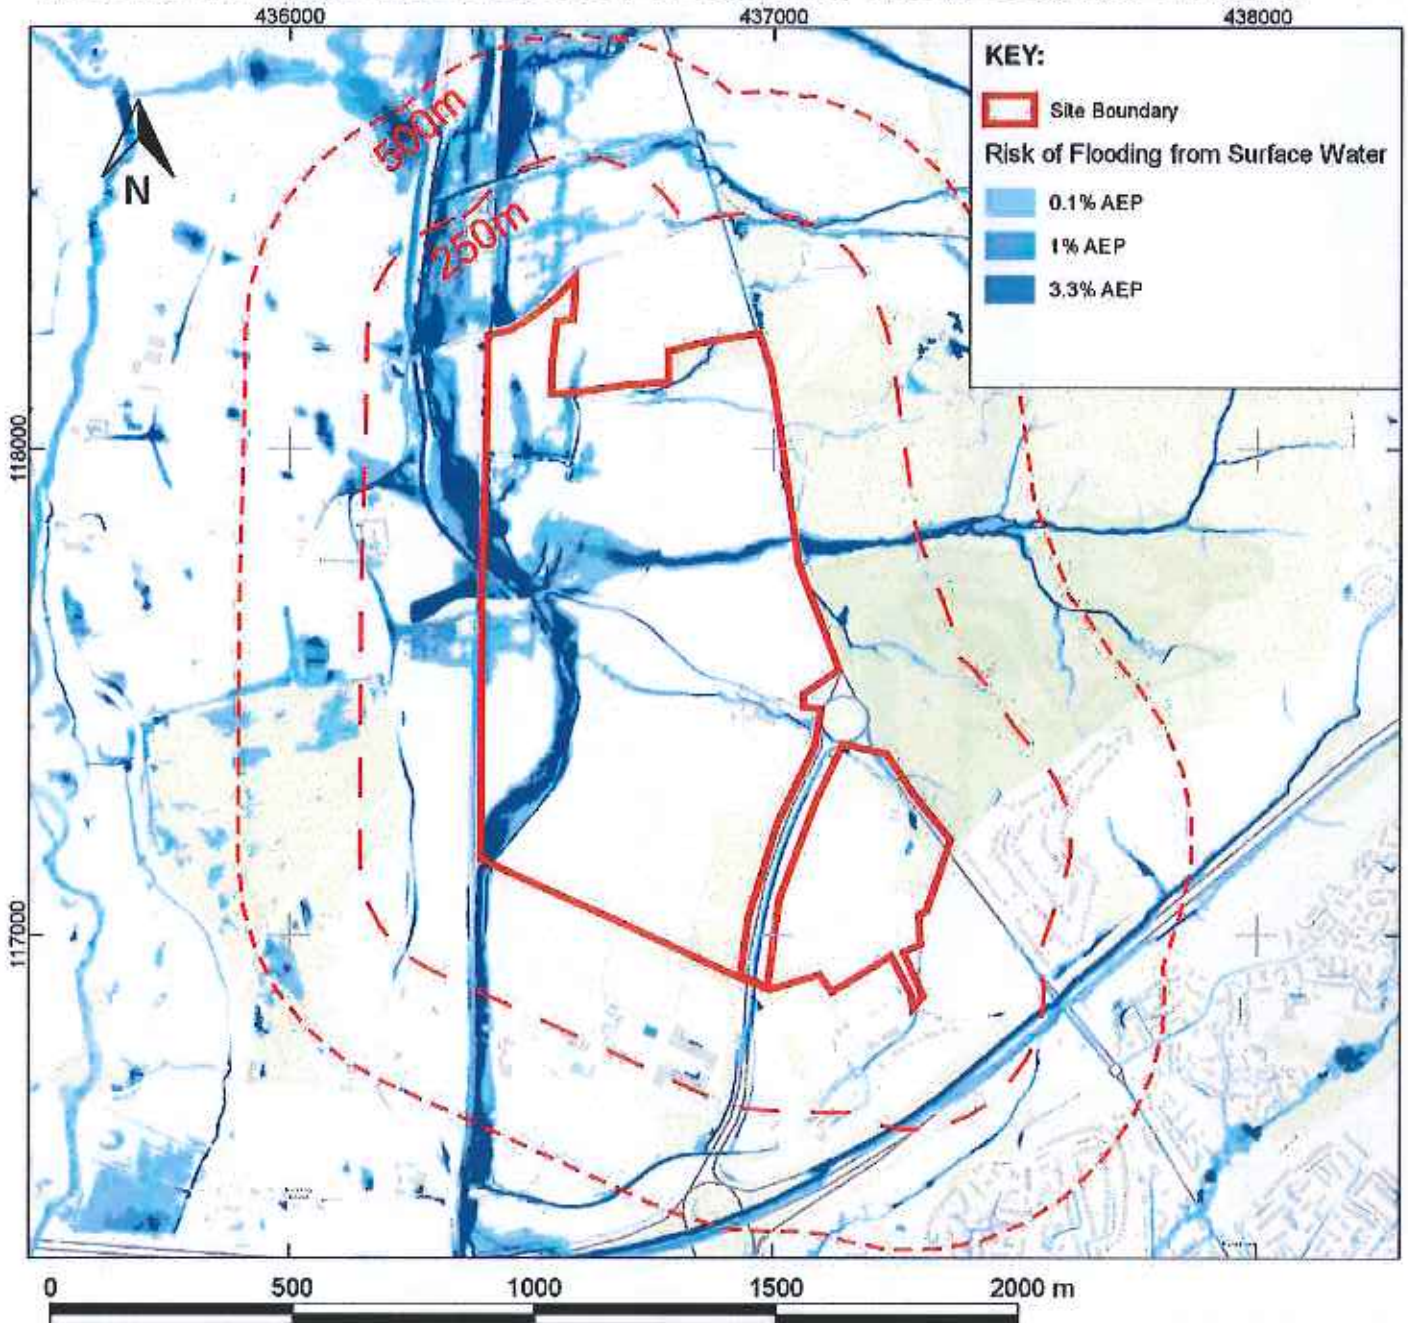 436000 437000 438000
KEY:
Site Boundary
Risk of Flooding from Surface Water
0.1% AEP
1% AEP
3.3% AEP
500m
N
250m
118000
117000
0 500 1000 1500 2000 m